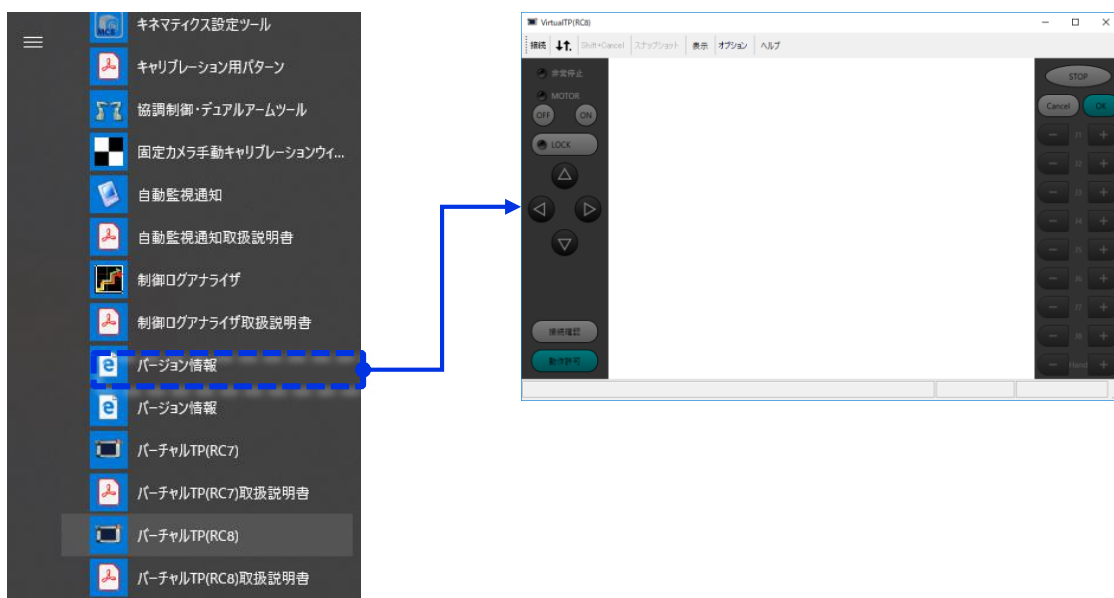 キネマティクス設定ツール
キャリブレーション用パターン
協調制御・デュアルアームツール
固定カメラ手動キャリブレーションウィ...
自動監視通知
自動監視通知取扱説明書
制御ログアナライザ
制御ログアナライザ取扱説明書
バージョン情報
バージョン情報
バーチャルTP(RC7)
バーチャルTP(RC7)取扱説明書
バーチャルTP(RC8)
バーチャルTP(RC8)取扱説明書
VirtualTP(RC8)
接続 Shift+Cancel スナップショット 表示 オプション ヘルプ
非常停止
MOTOR
OFF ON
LOCK
接続確認
動作許可
STOP
Cancel OK
- J1 +
- J2 +
- J3 +
- J4 +
- J5 +
- J6 +
- J7 +
- J8 +
- Hand +